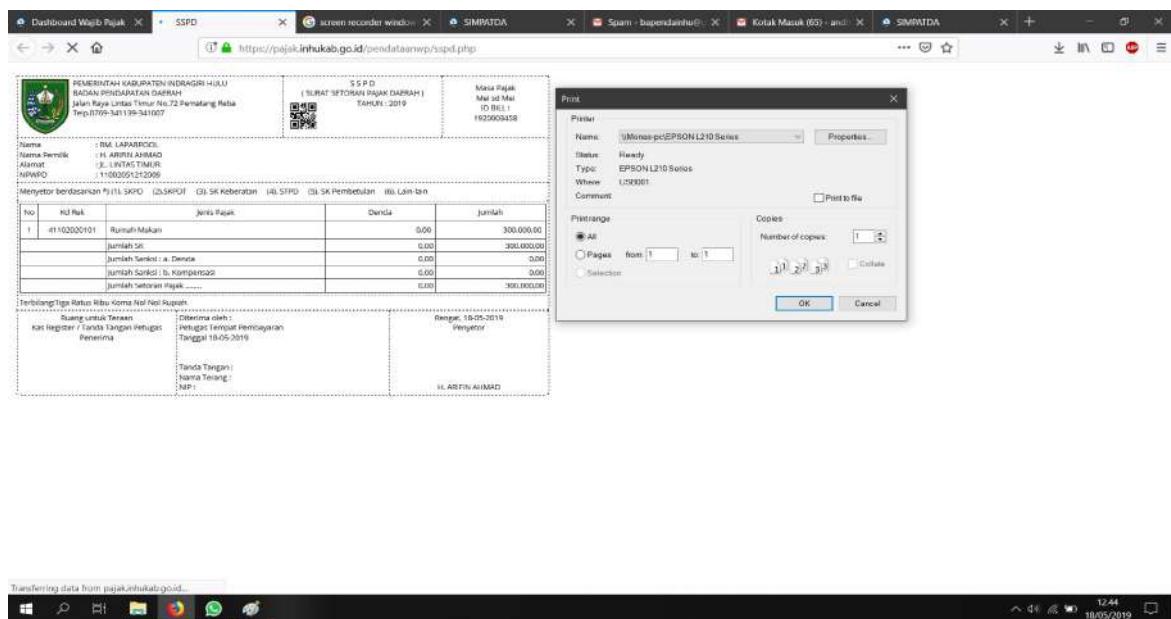 Dashboard Wajib Pajak
SSPD
screen recorder window
SIMPATDA
Spam - bapendainhu@
Kotak Masuk (65) - andi
SIMPATDA
https://pajak.inhukab.go.id/pendataanwp/sspd.php
PEMERINTAH KABUPATEN INDRAGIRI HULU
BADAN PENDAPATAN DAERAH
Jalan Raya Lintas Timur No.72 Pematang Reba
Telp.0769-341139-341007
S S P D
( SURAT SETORAN PAJAK DAERAH )
TAHUN : 2019
Masa Pajak
Mei sd Mei
ID BILL :
1920003458
Nama : RM. LAPARPOOL
Nama Pemilik : H. ARIFIN AHMAD
Alamat : JL. LINTAS TIMUR
NPWPD : 11002051212009
Menyetor berdasarkan *) (1). SKPD (2).SKPDT (3). SK Keberatan (4). STPD (5). SK Pembetulan (6). Lain-lain
No Kd Rek Jenis Pajak Denda Jumlah
1 41102020101 Rumah Makan 0,00 300.000,00
Jumlah SK 0,00 300.000,00
Jumlah Sanksi : a. Denda 0,00 0,00
Jumlah Sanksi : b. Kompensasi 0,00 0,00
Jumlah Setoran Pajak ........ 0,00 300.000,00
Terbilang:Tiga Ratus Ribu Koma Nol Nol Rupiah
Ruang untuk Teraan
Kas Register / Tanda Tangan Petugas
Penerima
Diterima oleh :
Petugas Tempat Pembayaran
Tanggal 18-05-2019
Tanda Tangan :
Nama Terang :
NIP :
Rengat, 18-05-2019
Penyetor
H. ARIFIN AHMAD
Print
Printer
Name: \\Monas-pc\EPSON L210 Series
Properties...
Status: Ready
Type: EPSON L210 Series
Where: USB001
Comment:
Print to file
Print range
All
Pages from: 1 to: 1
Selection
Copies
Number of copies: 1
1 1 2 2 3 3
Collate
OK
Cancel
Transferring data from pajak.inhukab.go.id...
12.44
18/05/2019